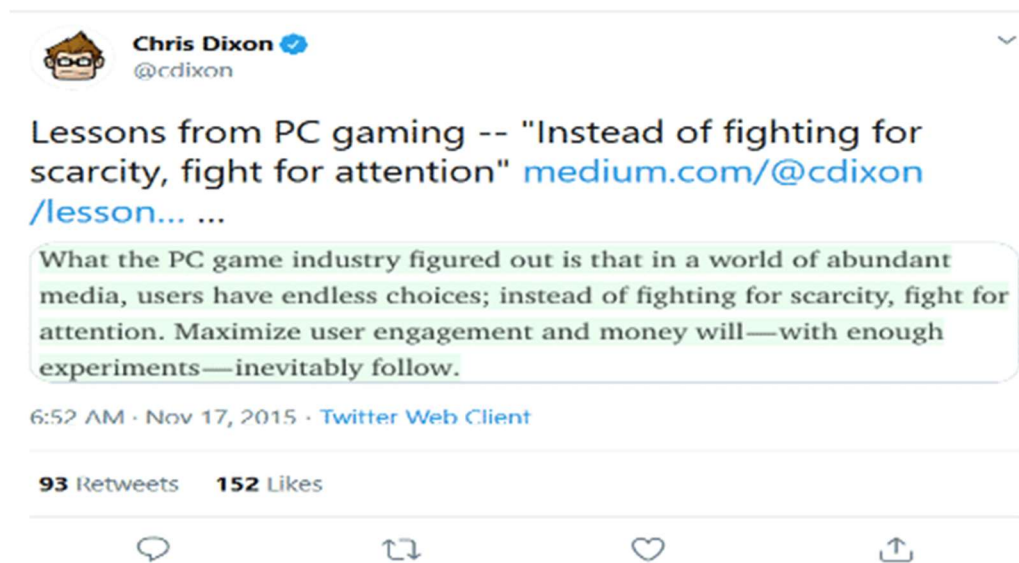 Chris Dixon
@cdixon
Lessons from PC gaming -- "Instead of fighting for
scarcity, fight for attention" medium.com/@cdixon
/lesson... ...
What the PC game industry figured out is that in a world of abundant
media, users have endless choices; instead of fighting for scarcity, fight for
attention. Maximize user engagement and money will—with enough
experiments—inevitably follow.
6:52 AM · Nov 17, 2015 · Twitter Web Client
93 Retweets 152 Likes